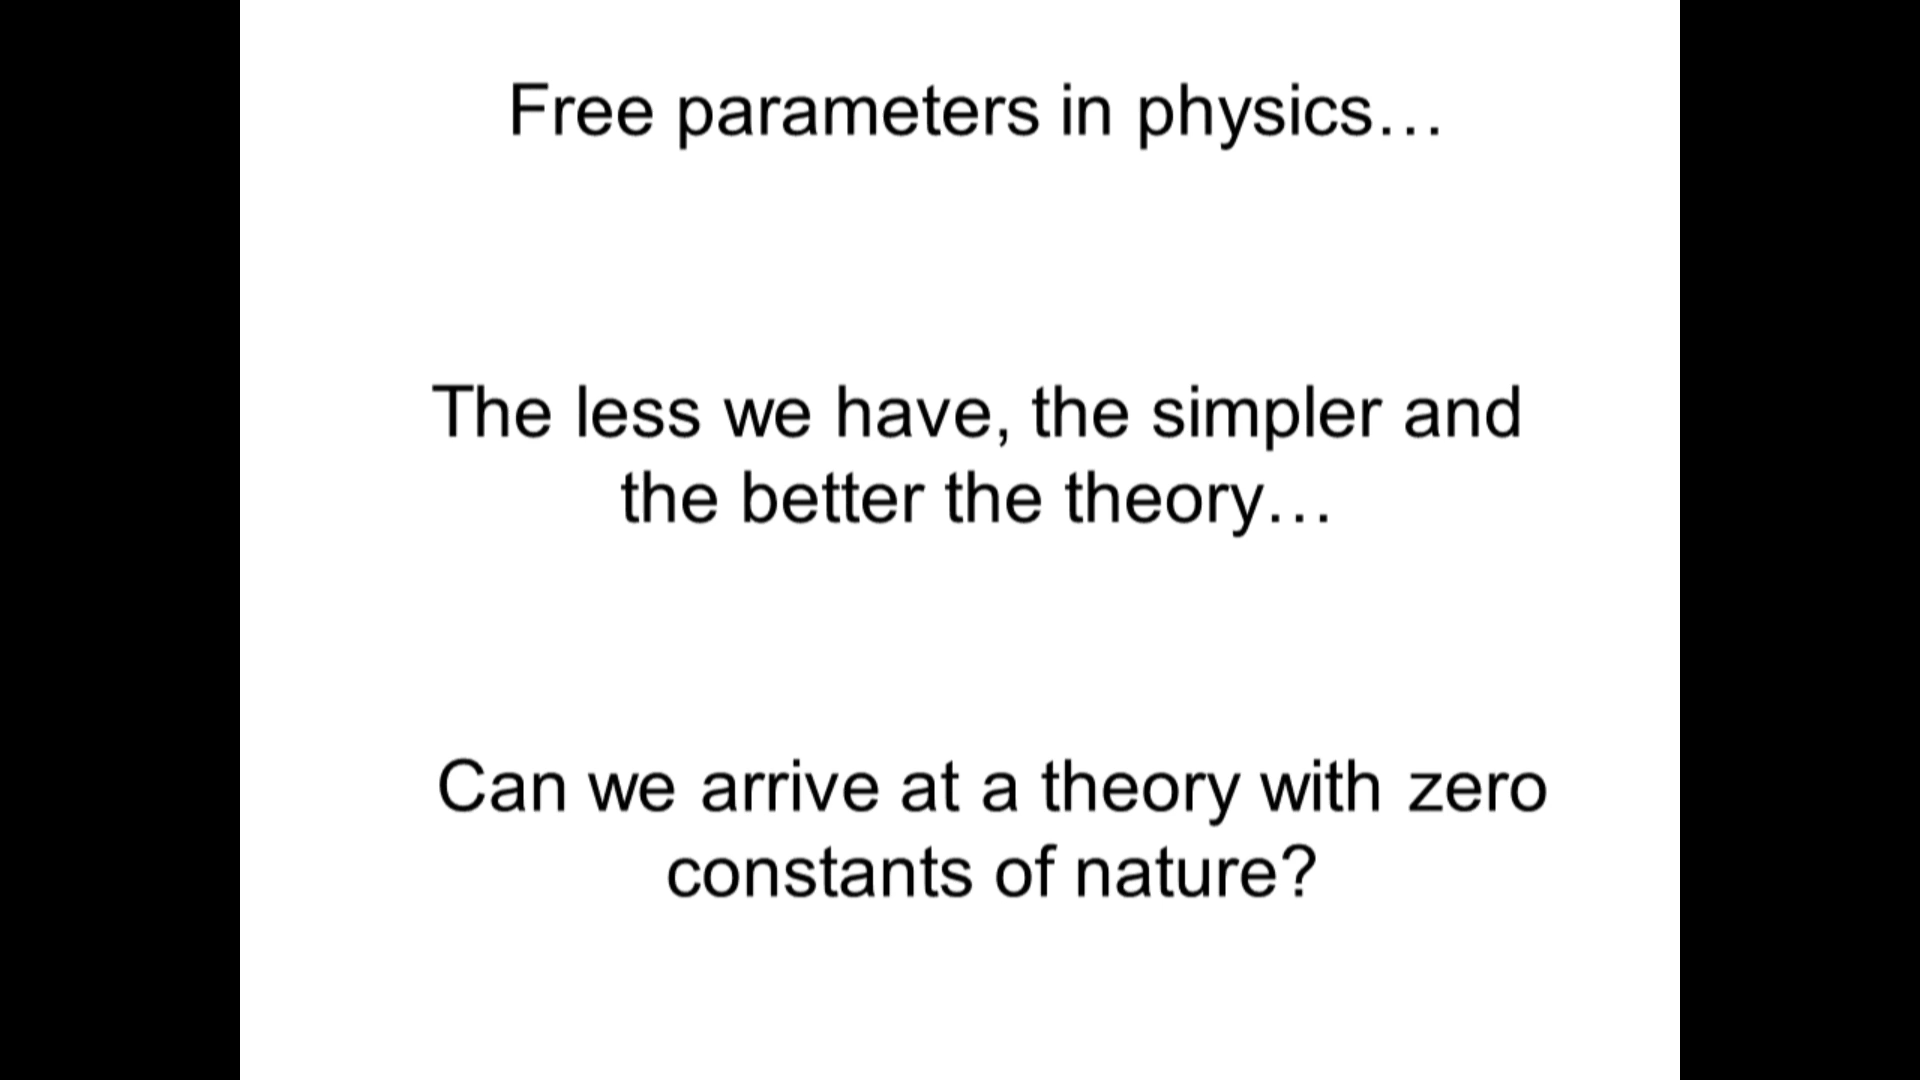 Free parameters in physics…
The less we have, the simpler and
the better the theory…
Can we arrive at a theory with zero
constants of nature?